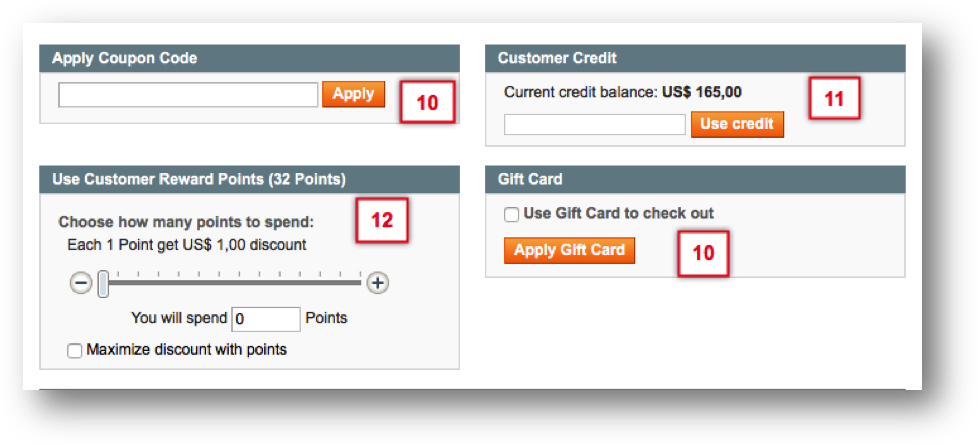 Apply Coupon Code
Apply
10
Customer Credit
Current credit balance: US$ 165,00
11
Use credit
Use Customer Reward Points (32 Points)
12
Choose how many points to spend:
Each 1 Point get US$ 1,00 discount
You will spend 0 Points
Maximize discount with points
Gift Card
Use Gift Card to check out
Apply Gift Card
10